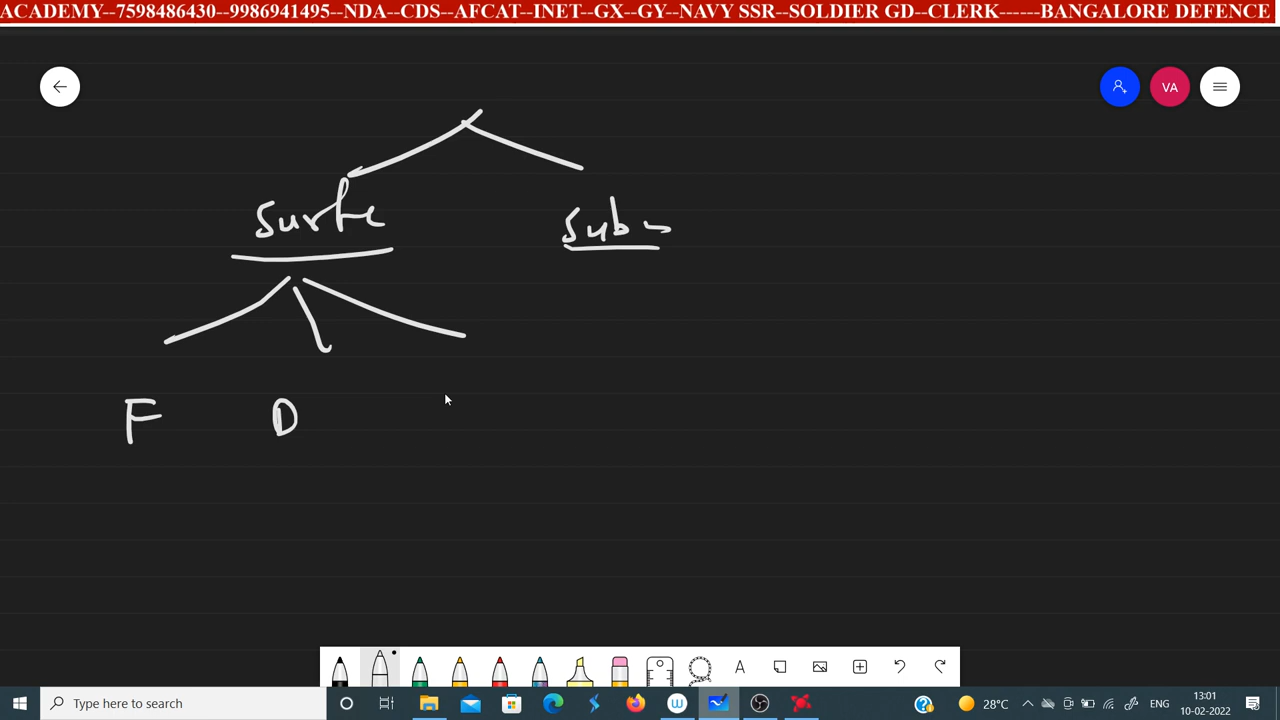 ACADEMY--7598486430--9986941495--NDA--CDS--AFCAT--INET--GX--GY--NAVY SSR--SOLDIER GD--CLERK------BANGALORE DEFENCE
VA
Sub
F D
A
Type here to search
28°C
ENG
13:01
10-02-2022